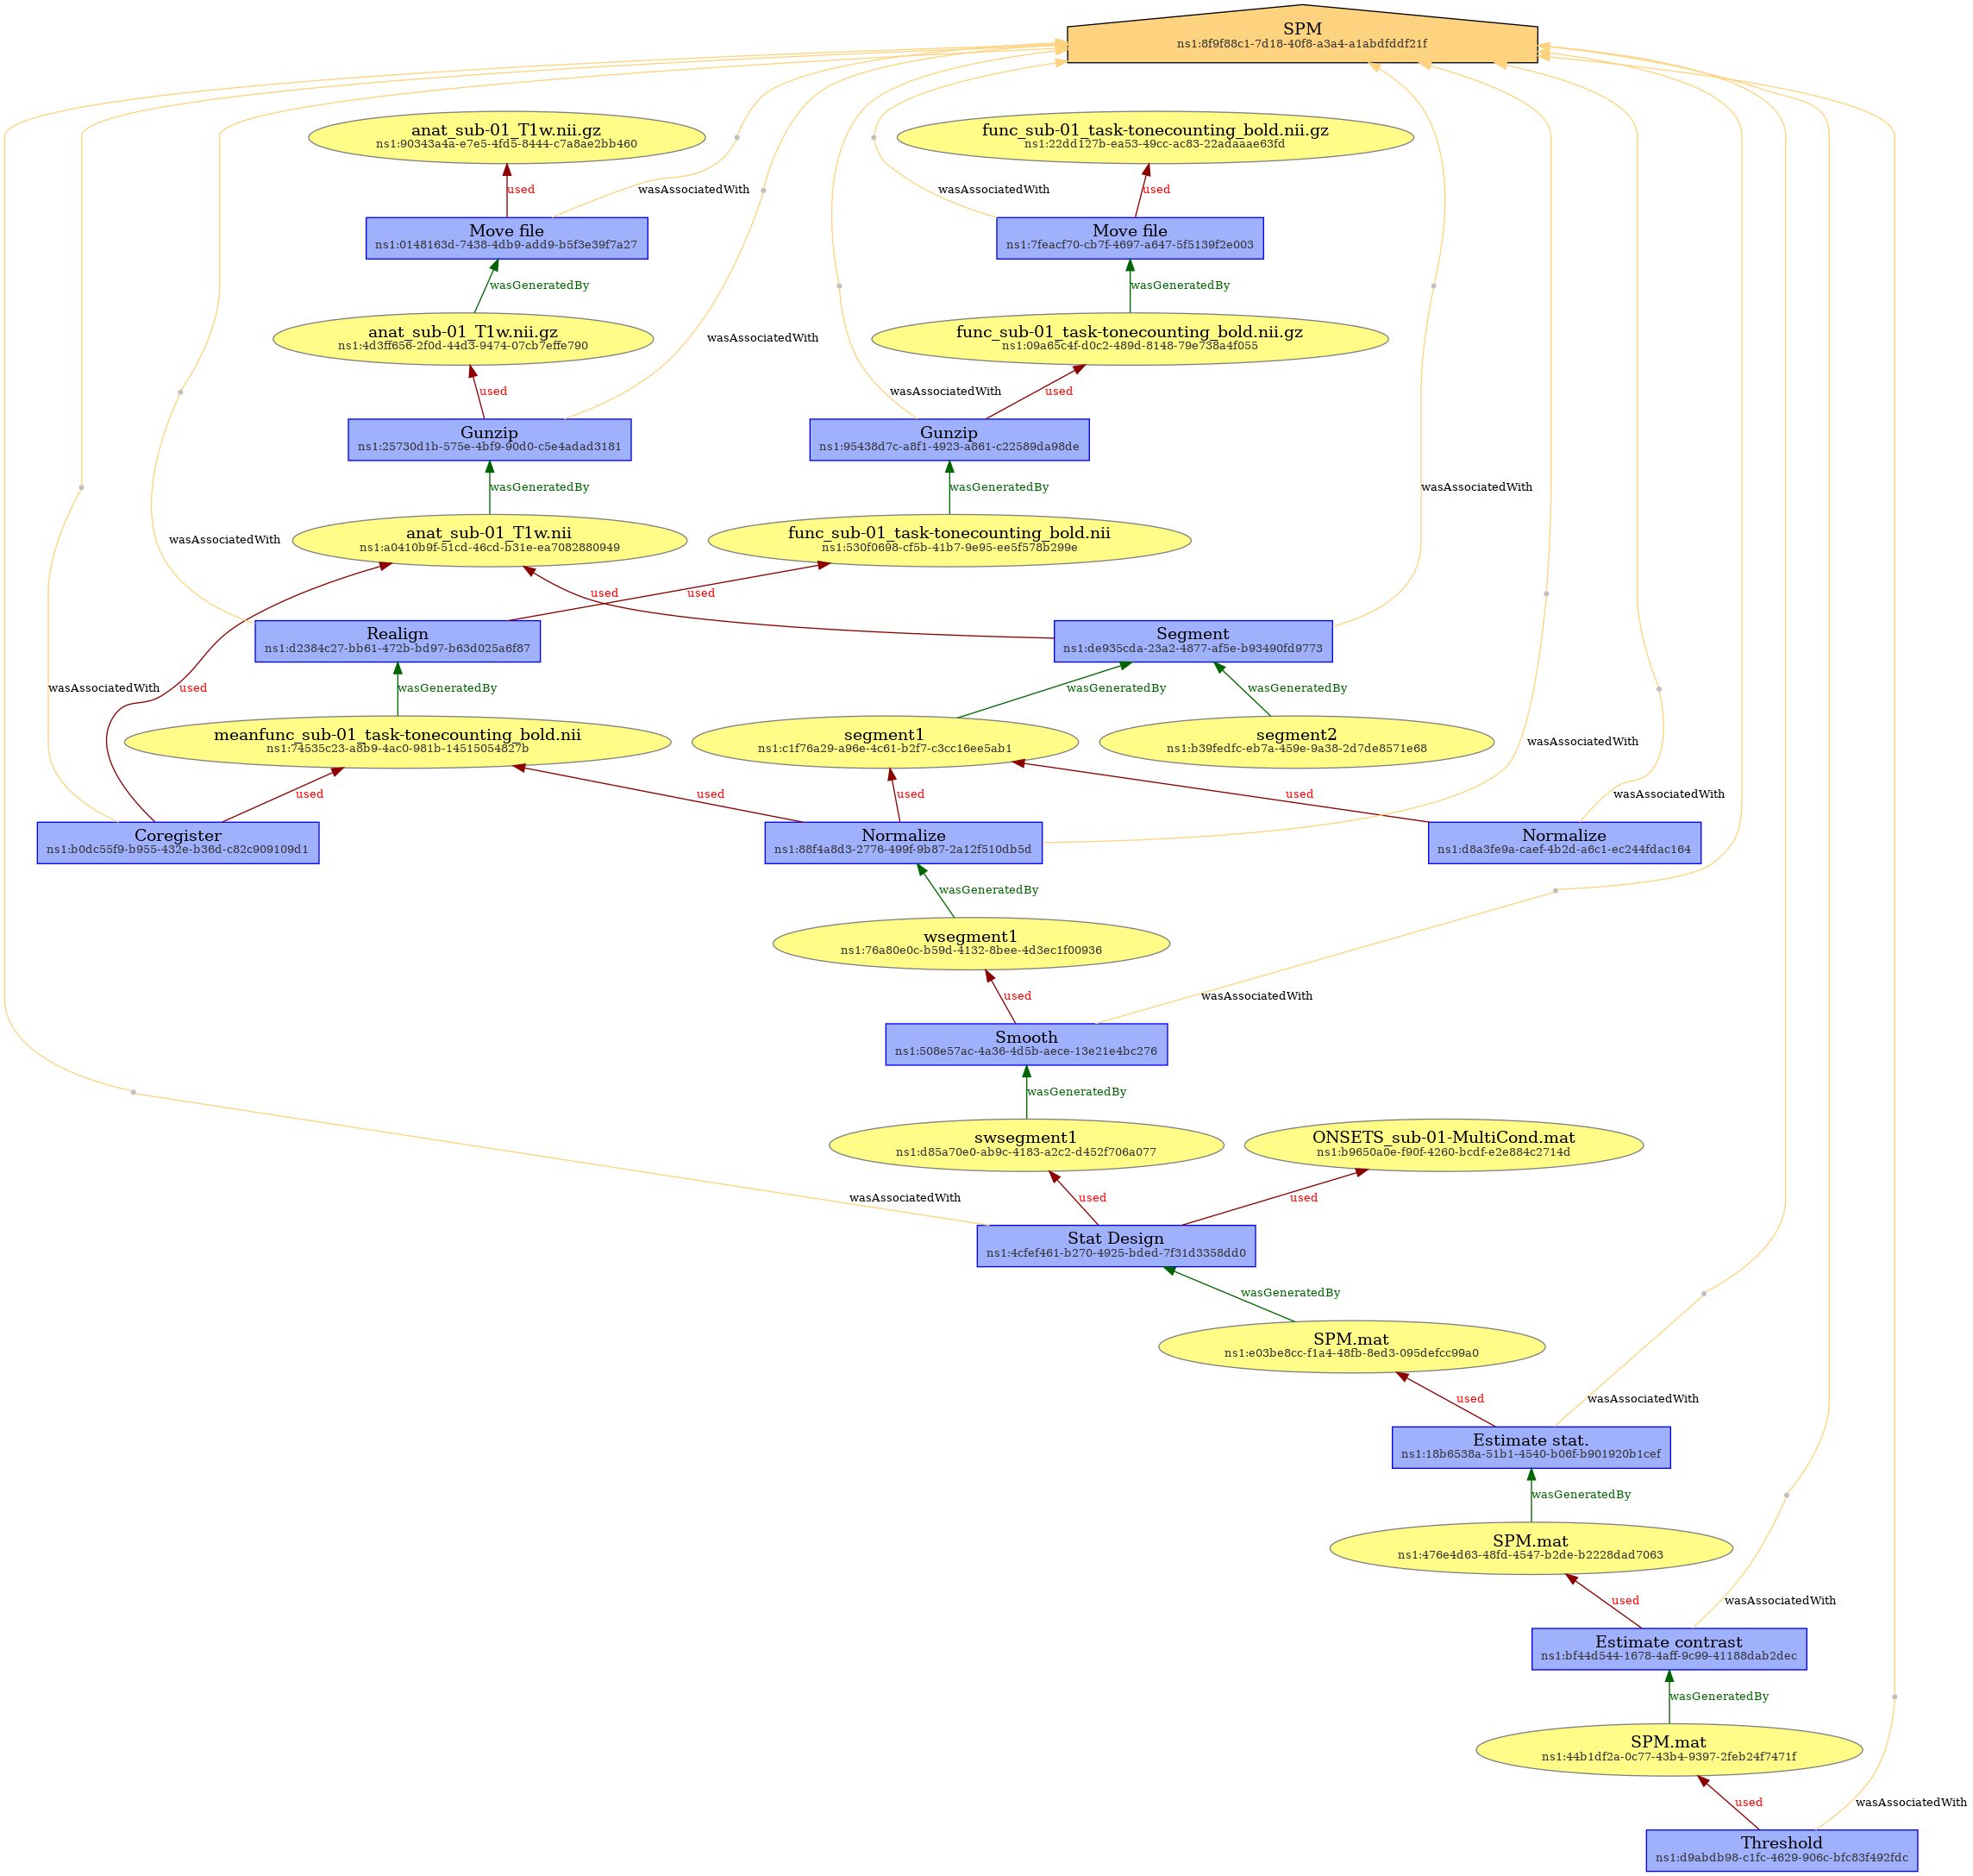 SPM
ns1:8f9f88c1-7d18-40f8-a3a4-a1abdfddf21f
anat_sub-01_T1w.nii.gz
ns1:90343a4a-e7e5-4fd5-8444-c7a8ae2bb460
func_sub-01_task-tonecounting_bold.nii.gz
ns1:22dd127b-ea53-49cc-ac83-22adaaae63fd
used
wasAssociatedWith
wasAssociatedWith
used
Move file
ns1:0148163d-7438-4db9-add9-b5f3e39f7a27
Move file
ns1:7feacf70-cb7f-4697-a647-5f5139f2e003
wasGeneratedBy
wasGeneratedBy
anat_sub-01_T1w.nii.gz
ns1:4d3ff656-2f0d-44d3-9474-07cb7effe790
func_sub-01_task-tonecounting_bold.nii.gz
ns1:09a65c4f-d0c2-489d-8148-79e738a4f055
wasAssociatedWith
used
wasAssociatedWith
used
Gunzip
ns1:25730d1b-575e-4bf9-90d0-c5e4adad3181
Gunzip
ns1:95438d7c-a8f1-4923-a861-c22589da98de
wasGeneratedBy
wasGeneratedBy
wasAssociatedWith
anat_sub-01_T1w.nii
ns1:a0410b9f-51cd-46cd-b31e-ea7082880949
func_sub-01_task-tonecounting_bold.nii
ns1:530f0698-cf5b-41b7-9e95-ee5f578b299e
wasAssociatedWith
used
used
Realign
ns1:d2384c27-bb61-472b-bd97-b63d025a6f87
Segment
ns1:de935cda-23a2-4877-af5e-b93490fd9773
wasAssociatedWith
used
wasGeneratedBy
wasGeneratedBy
wasGeneratedBy
meanfunc_sub-01_task-tonecounting_bold.nii
ns1:74535c23-a8b9-4ac0-981b-14515054827b
segment1
ns1:c1f76a29-a96e-4c61-b2f7-c3cc16ee5ab1
segment2
ns1:b39fedfc-eb7a-459e-9a38-2d7de8571e68
wasAssociatedWith
used
used
used
used
wasAssociatedWith
Coregister
ns1:b0dc55f9-b955-432e-b36d-c82c909109d1
Normalize
ns1:88f4a8d3-2776-499f-9b87-2a12f510db5d
Normalize
ns1:d8a3fe9a-caef-4b2d-a6c1-ec244fdac164
wasGeneratedBy
wsegment1
ns1:76a80e0c-b59d-4132-8bee-4d3ec1f00936
used
wasAssociatedWith
Smooth
ns1:508e57ac-4a36-4d5b-aece-13e21e4bc276
wasGeneratedBy
swsegment1
ns1:d85a70e0-ab9c-4183-a2c2-d452f706a077
ONSETS_sub-01-MultiCond.mat
ns1:b9650a0e-f90f-4260-bcdf-e2e884c2714d
wasAssociatedWith
used
used
Stat Design
ns1:4cfef461-b270-4925-bded-7f31d3358dd0
wasGeneratedBy
SPM.mat
ns1:e03be8cc-f1a4-48fb-8ed3-095defcc99a0
used
wasAssociatedWith
Estimate stat.
ns1:18b6538a-51b1-4540-b06f-b901920b1cef
wasGeneratedBy
SPM.mat
ns1:476e4d63-48fd-4547-b2de-b2228dad7063
used
wasAssociatedWith
Estimate contrast
ns1:bf44d544-1678-4aff-9c99-41188dab2dec
wasGeneratedBy
SPM.mat
ns1:44b1df2a-0c77-43b4-9397-2feb24f7471f
used
wasAssociatedWith
Threshold
ns1:d9abdb98-c1fc-4629-906c-bfc83f492fdc